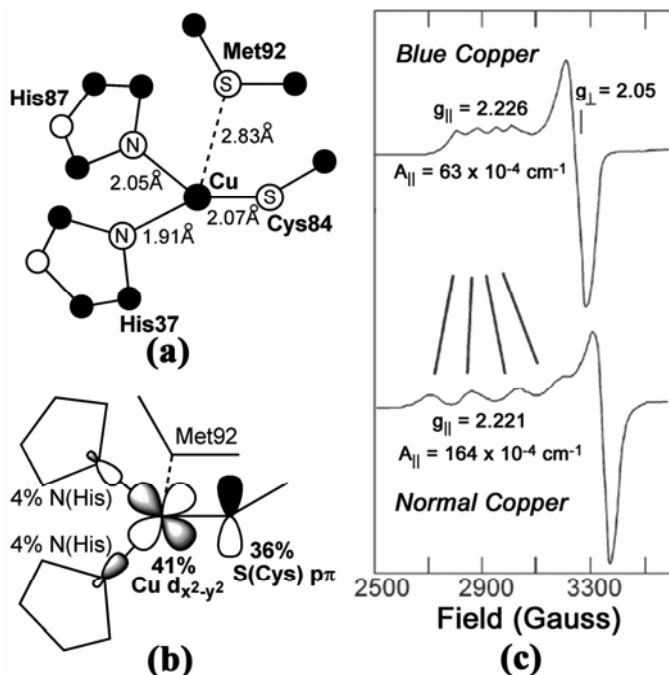 Met92
His87
S
N
2.83Å
2.05Å
Cu
2.07Å
S
Cys84
N
1.91Å
His37
(a)
Met92
4% N(His)
4% N(His)
41%
Cu dx²-y²
36%
S(Cys) pπ
(b)
Blue Copper
g⊥ = 2.05
g|| = 2.226
A|| = 63 x 10⁻⁴ cm⁻¹
g|| = 2.221
A|| = 164 x 10⁻⁴ cm⁻¹
Normal Copper
2500 2900 3300
Field (Gauss)
(c)